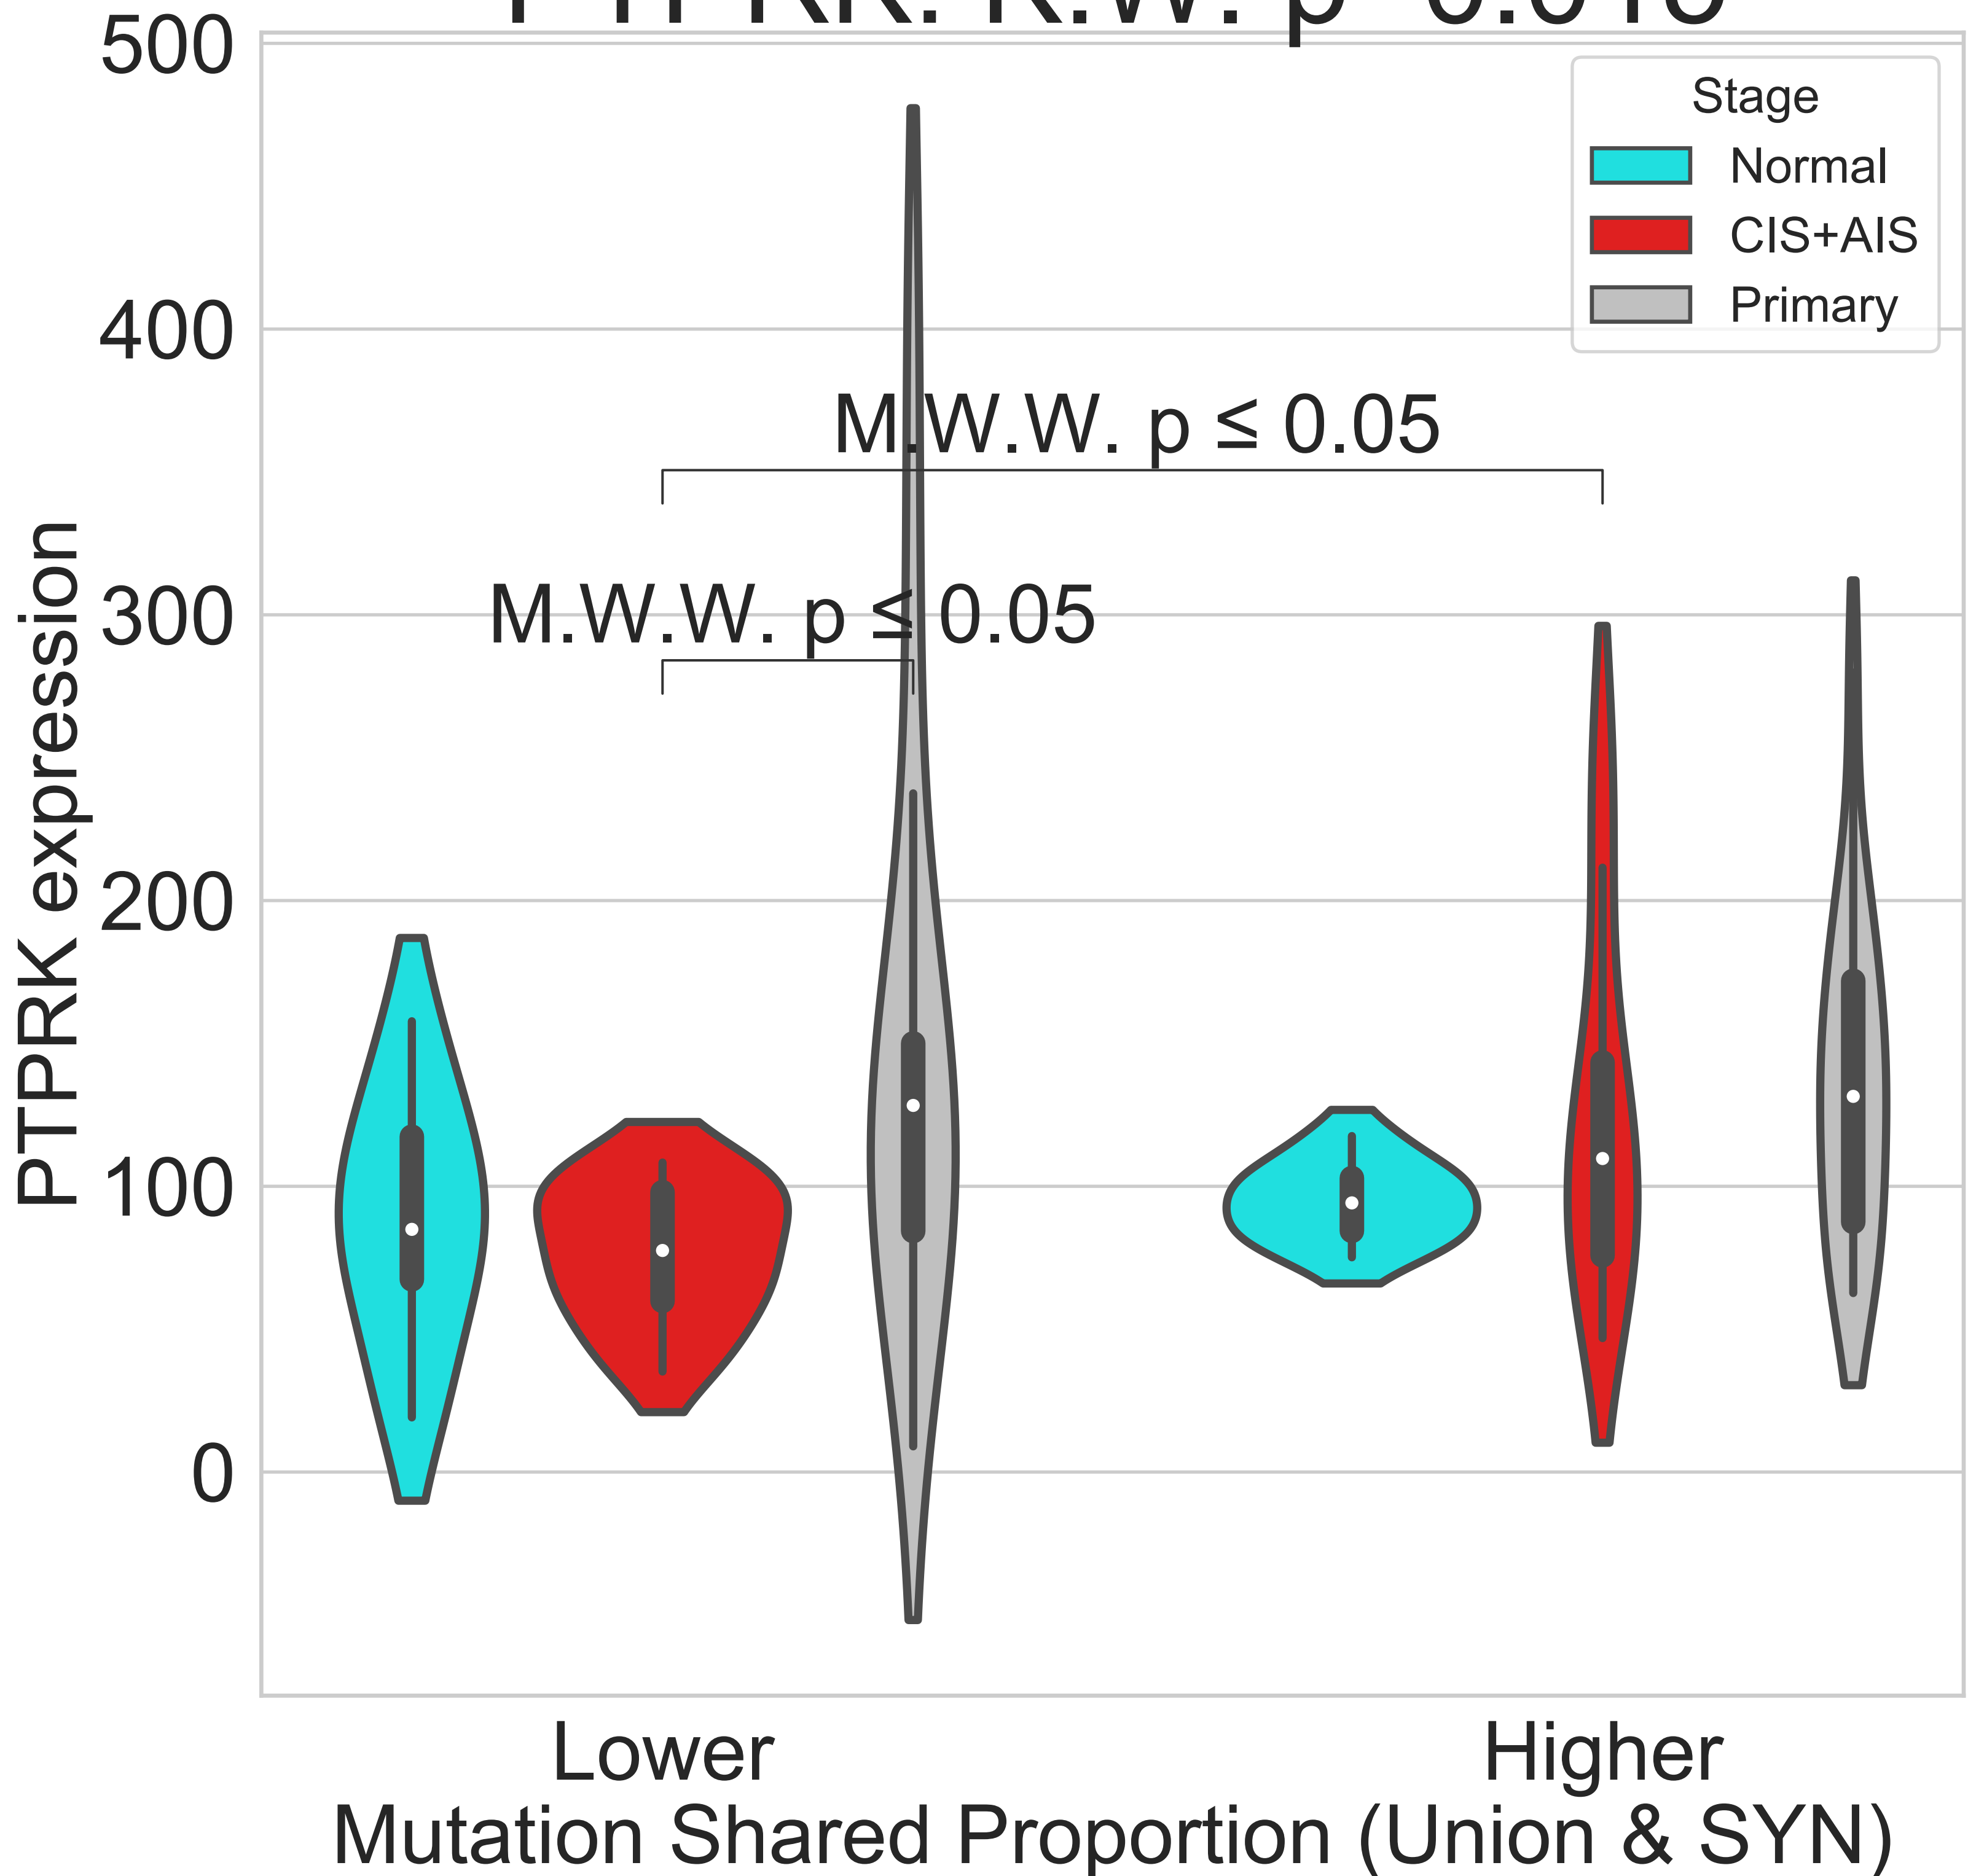 500
400
300
200
100
0
PTPRK expression
Stage
Normal
CIS+AIS
Primary
M.W.W. p ≤ 0.05
M.W.W. p ≤ 0.05
Lower
Higher
Mutation Shared Proportion (Union & SYN)